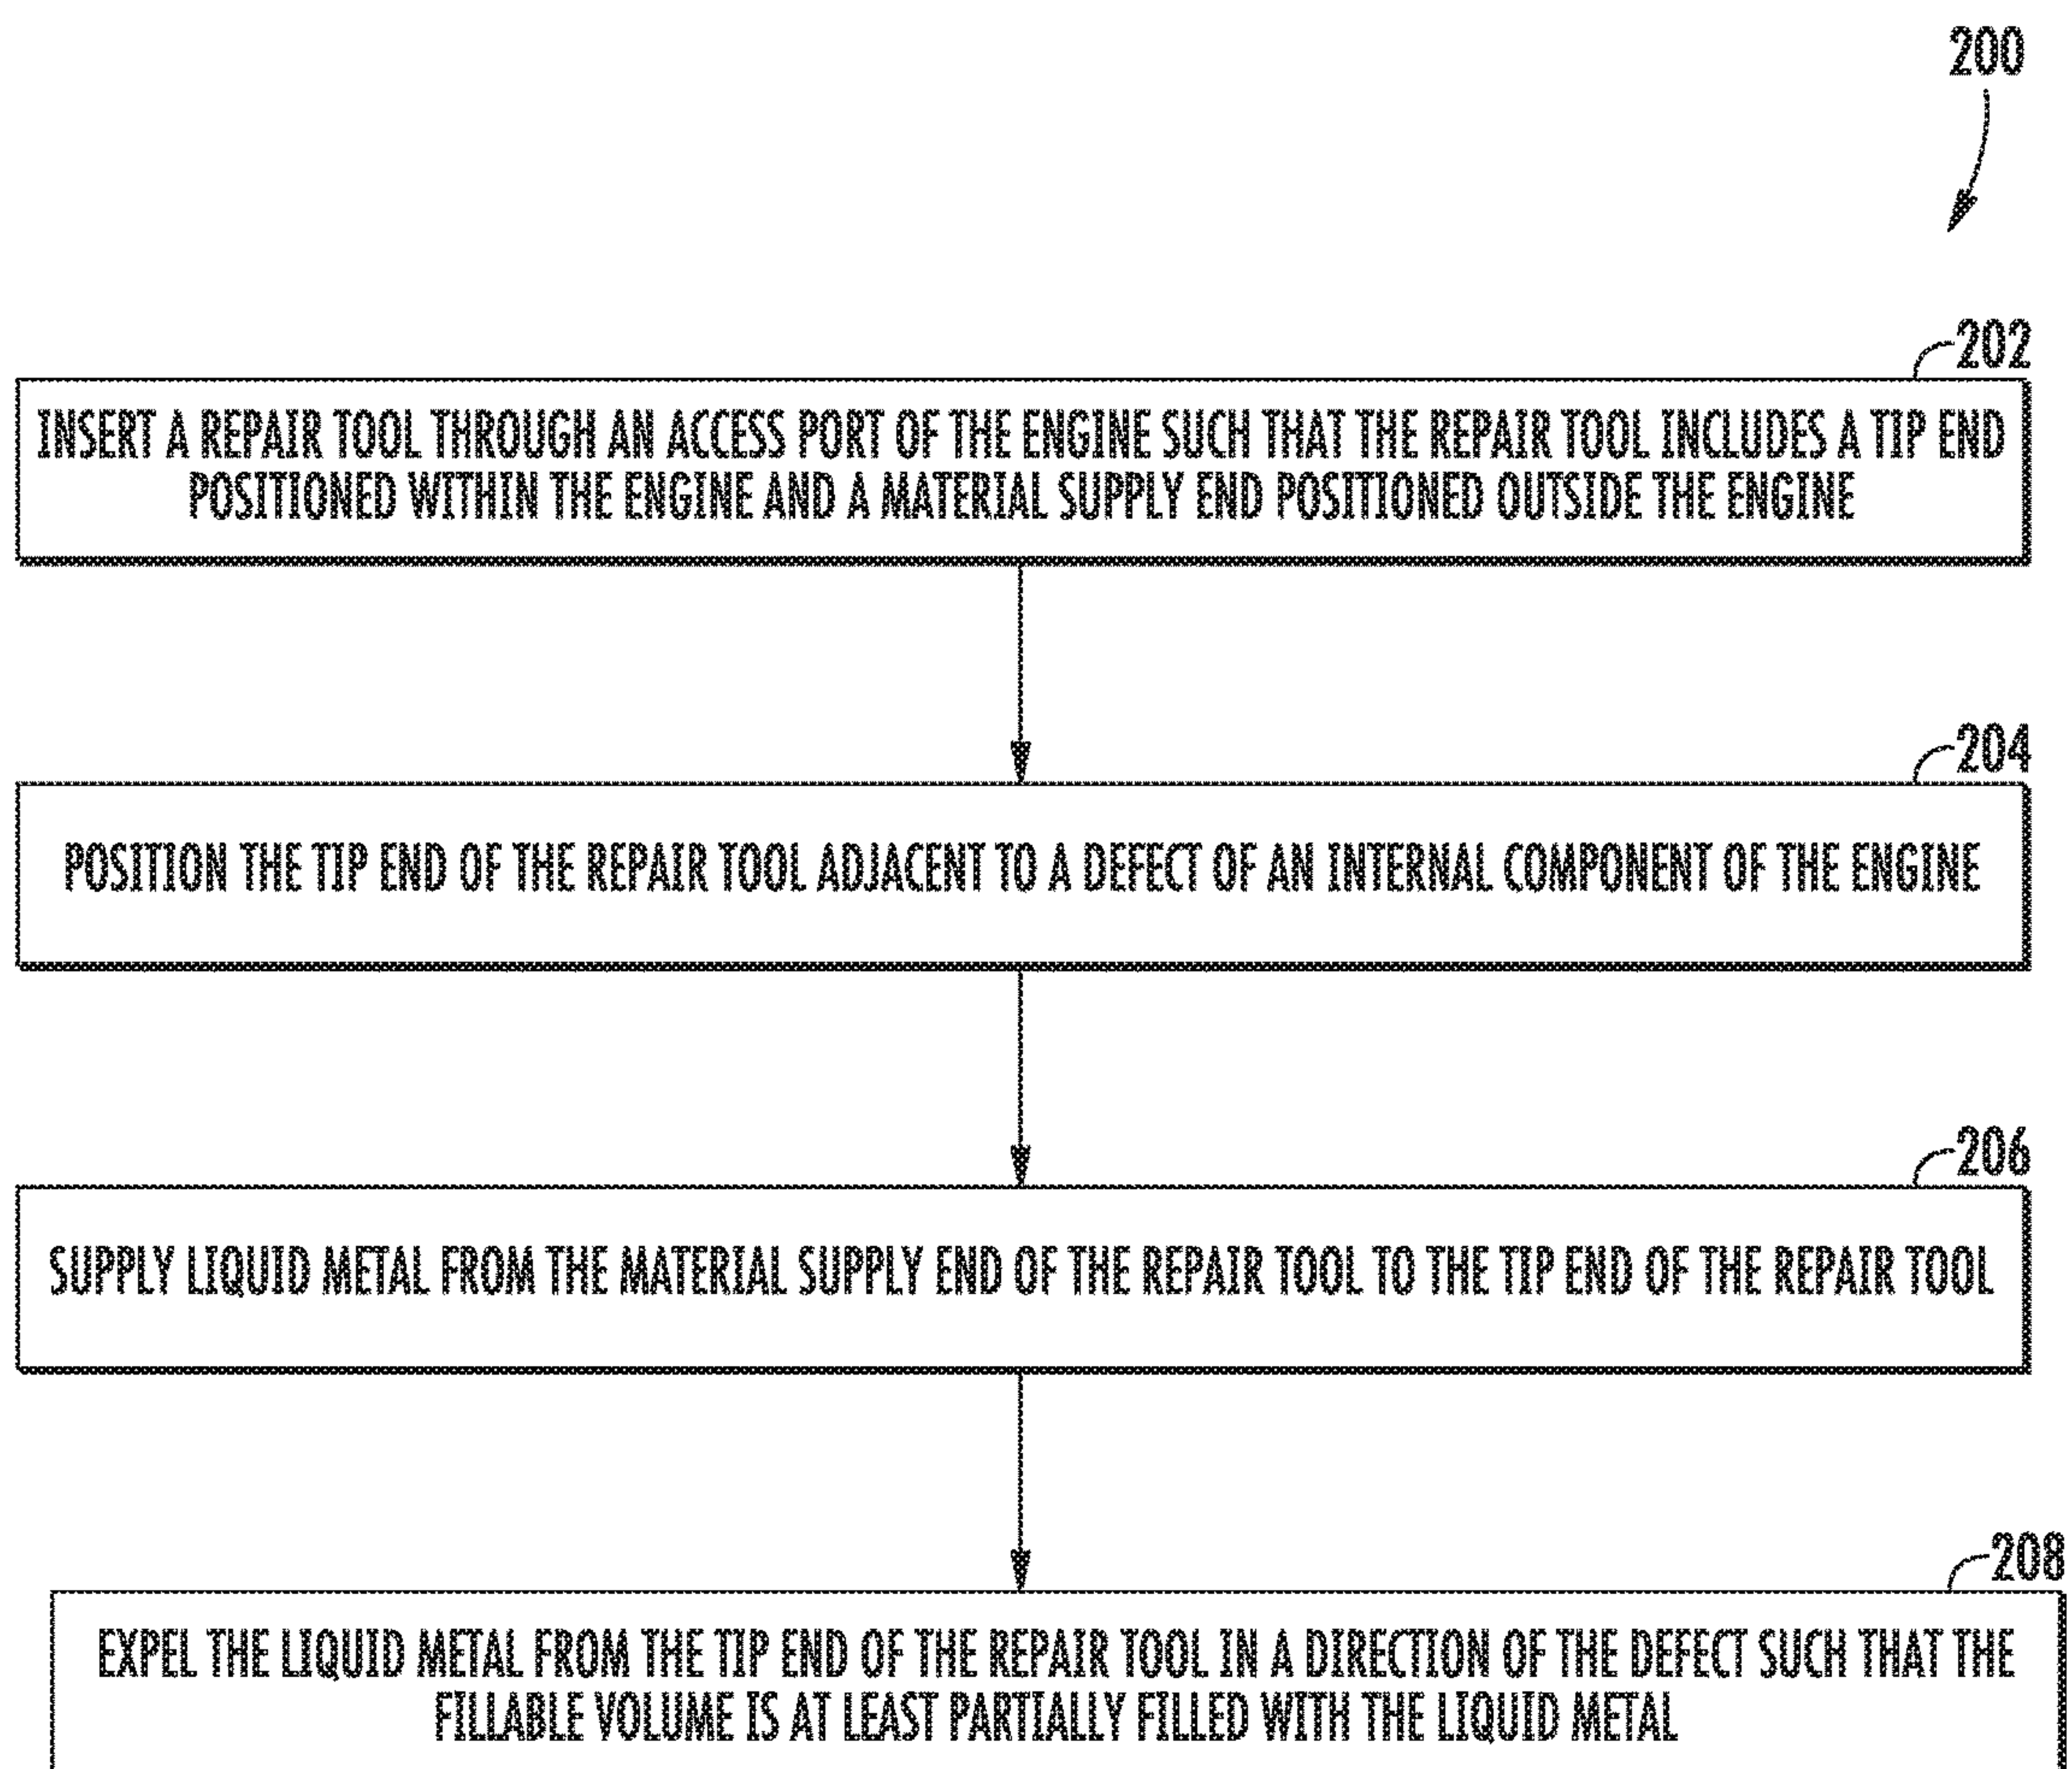 200
202
INSERT A REPAIR TOOL THROUGH AN ACCESS PORT OF THE ENGINE SUCH THAT THE REPAIR TOOL INCLUDES A TIP END
POSITIONED WITHIN THE ENGINE AND A MATERIAL SUPPLY END POSITIONED OUTSIDE THE ENGINE
204
POSITION THE TIP END OF THE REPAIR TOOL ADJACENT TO A DEFECT OF AN INTERNAL COMPONENT OF THE ENGINE
206
SUPPLY LIQUID METAL FROM THE MATERIAL SUPPLY END OF THE REPAIR TOOL TO THE TIP END OF THE REPAIR TOOL
208
EXPEL THE LIQUID METAL FROM THE TIP END OF THE REPAIR TOOL IN A DIRECTION OF THE DEFECT SUCH THAT THE
FILLABLE VOLUME IS AT LEAST PARTIALLY FILLED WITH THE LIQUID METAL